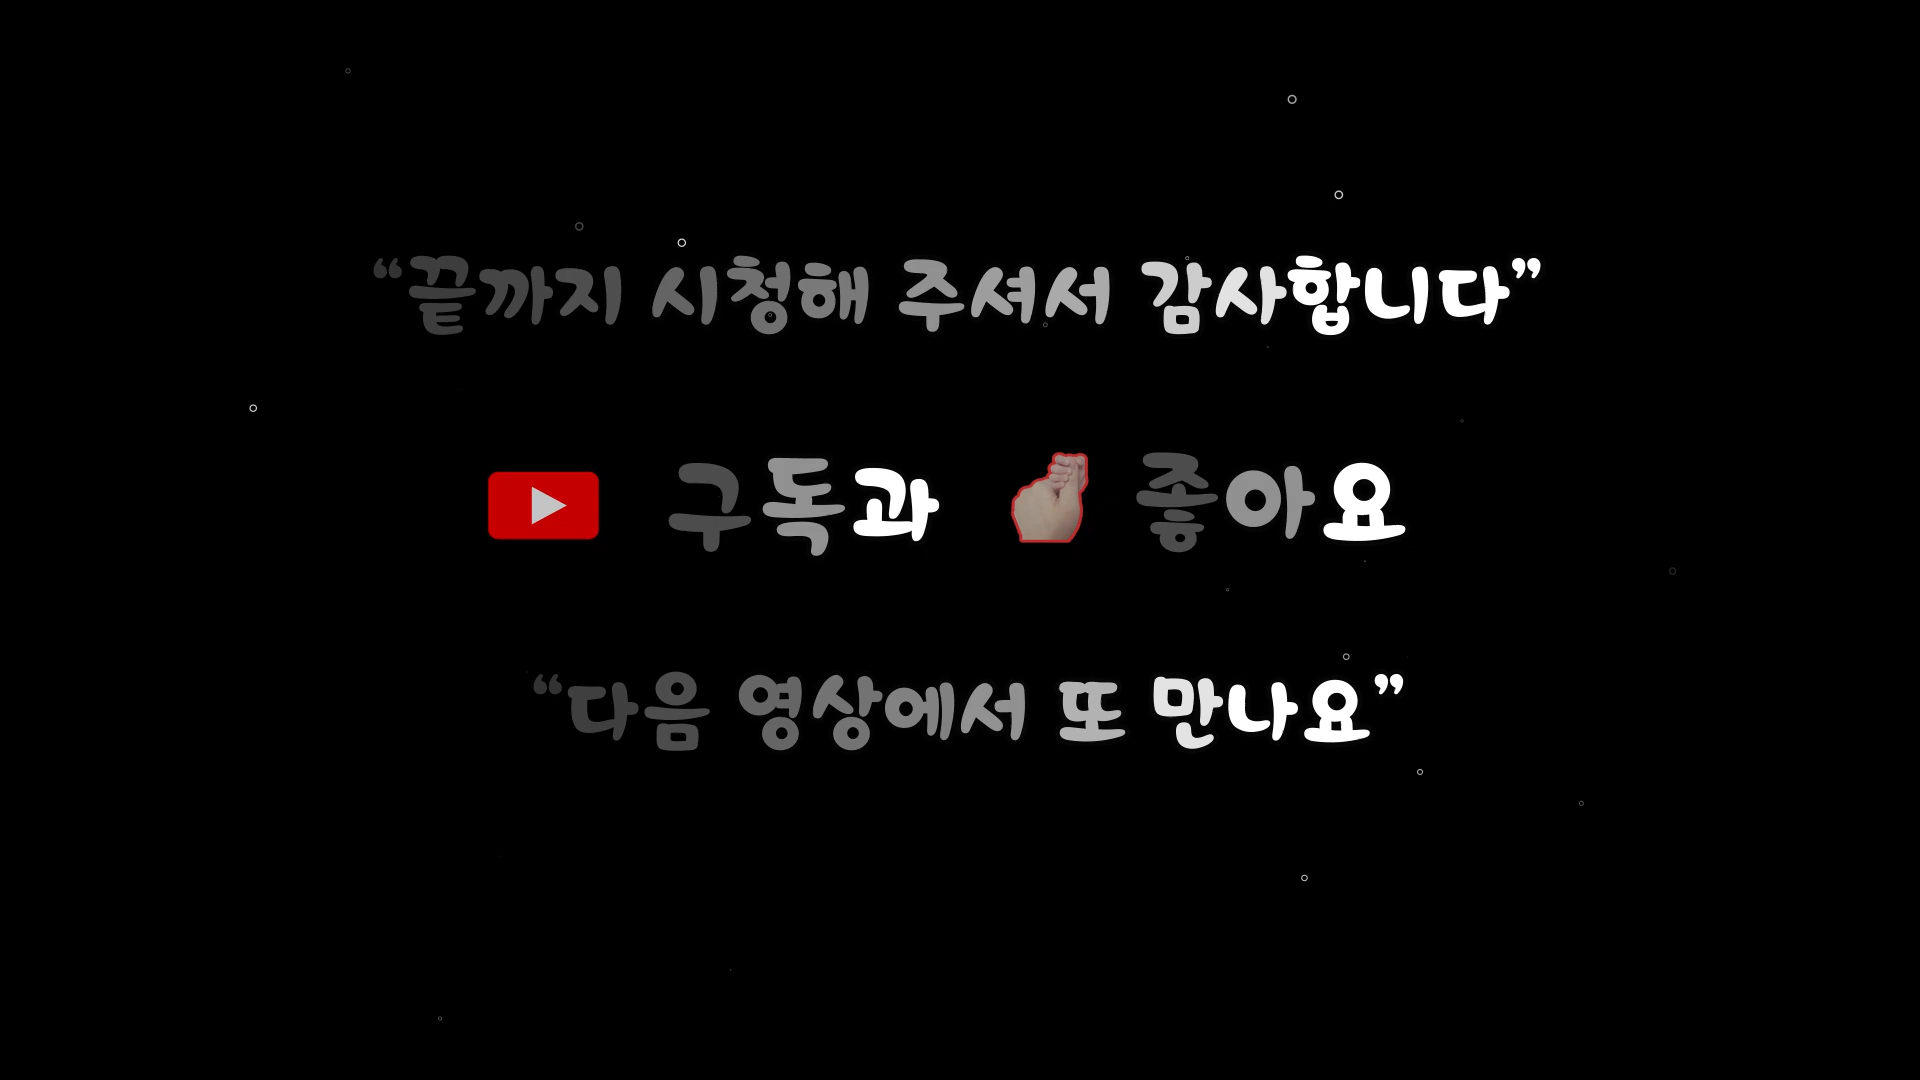 “끝까지 시청해 주셔서 감사합니다”
구독과 좋아요
“다음 영상에서 또 만나요”